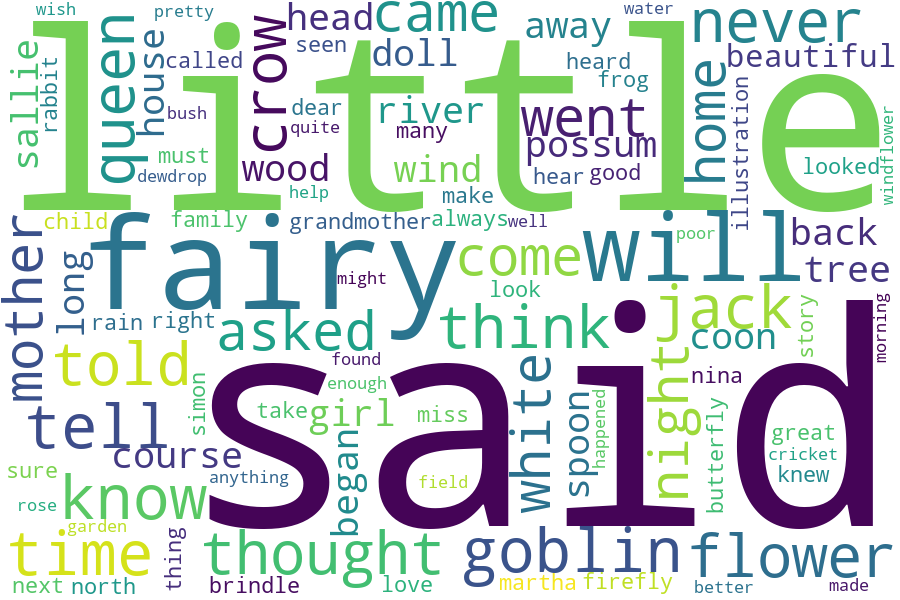 little
said
fairy
wish
pretty
head
came
water
never
sallie
rabbit
queen
house
called
crow
seen
doll
away
heard
frog
home
beautiful
bush
dear
quite
river
many
went
possum
illustration
looked
windflower
must
dewdrop
wood
help
wind
make
hear
good
child
family
grandmother
always
well
poor
back
mother
long
might
come
will
tree
look
rain
right
asked
think
jack
coon
story
morning
told
found
enough
white
night
nina
simon
take
girl
miss
spoon
happened
butterfly
great
cricket
knew
tell
course
began
anything
field
sure
know
rose
garden
time
thing
thought
goblin
flower
next
north
brindle
love
martha
firefly
better
made